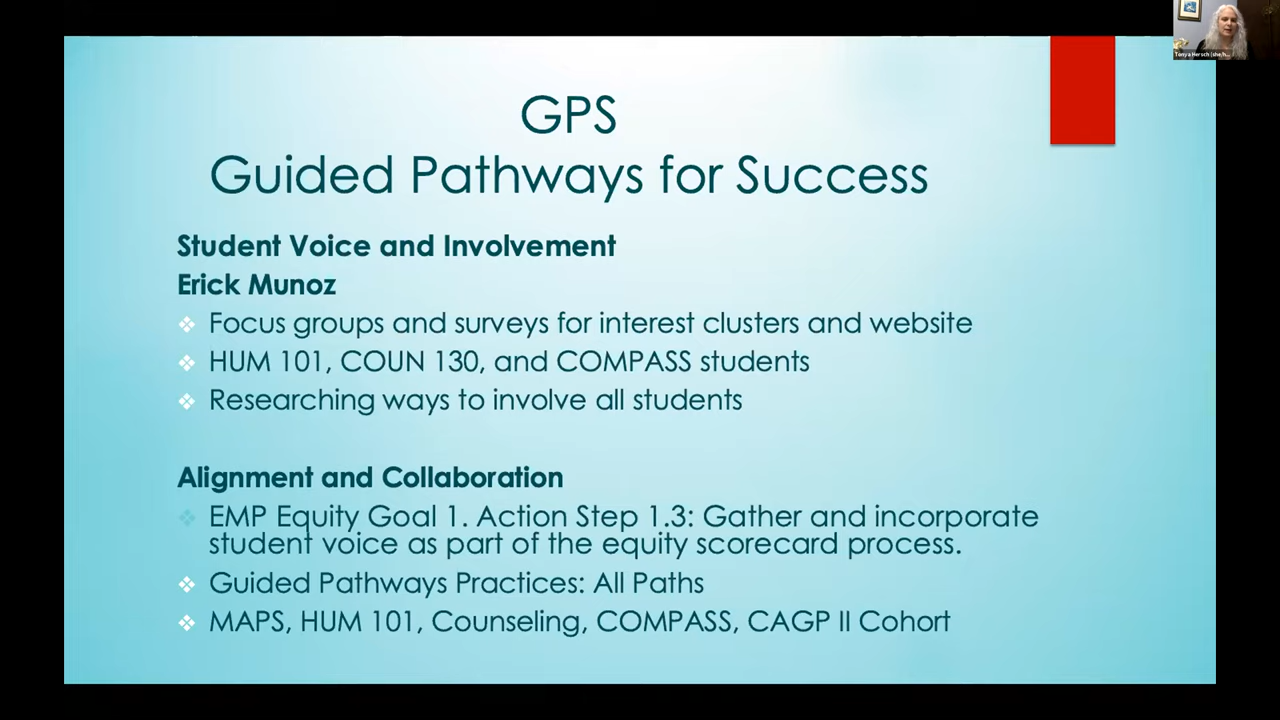 GPS
Guided Pathways for Success
Student Voice and Involvement
Erick Munoz
Focus groups and surveys for interest clusters and website
HUM 101, COUN 130, and COMPASS students
Researching ways to involve all students
Alignment and Collaboration
EMP Equity Goal 1. Action Step 1.3: Gather and incorporate
student voice as part of the equity scorecard process.
Guided Pathways Practices: All Paths
MAPS, HUM 101, Counseling, COMPASS, CAGP II Cohort
Tonya Hersch (she/h...